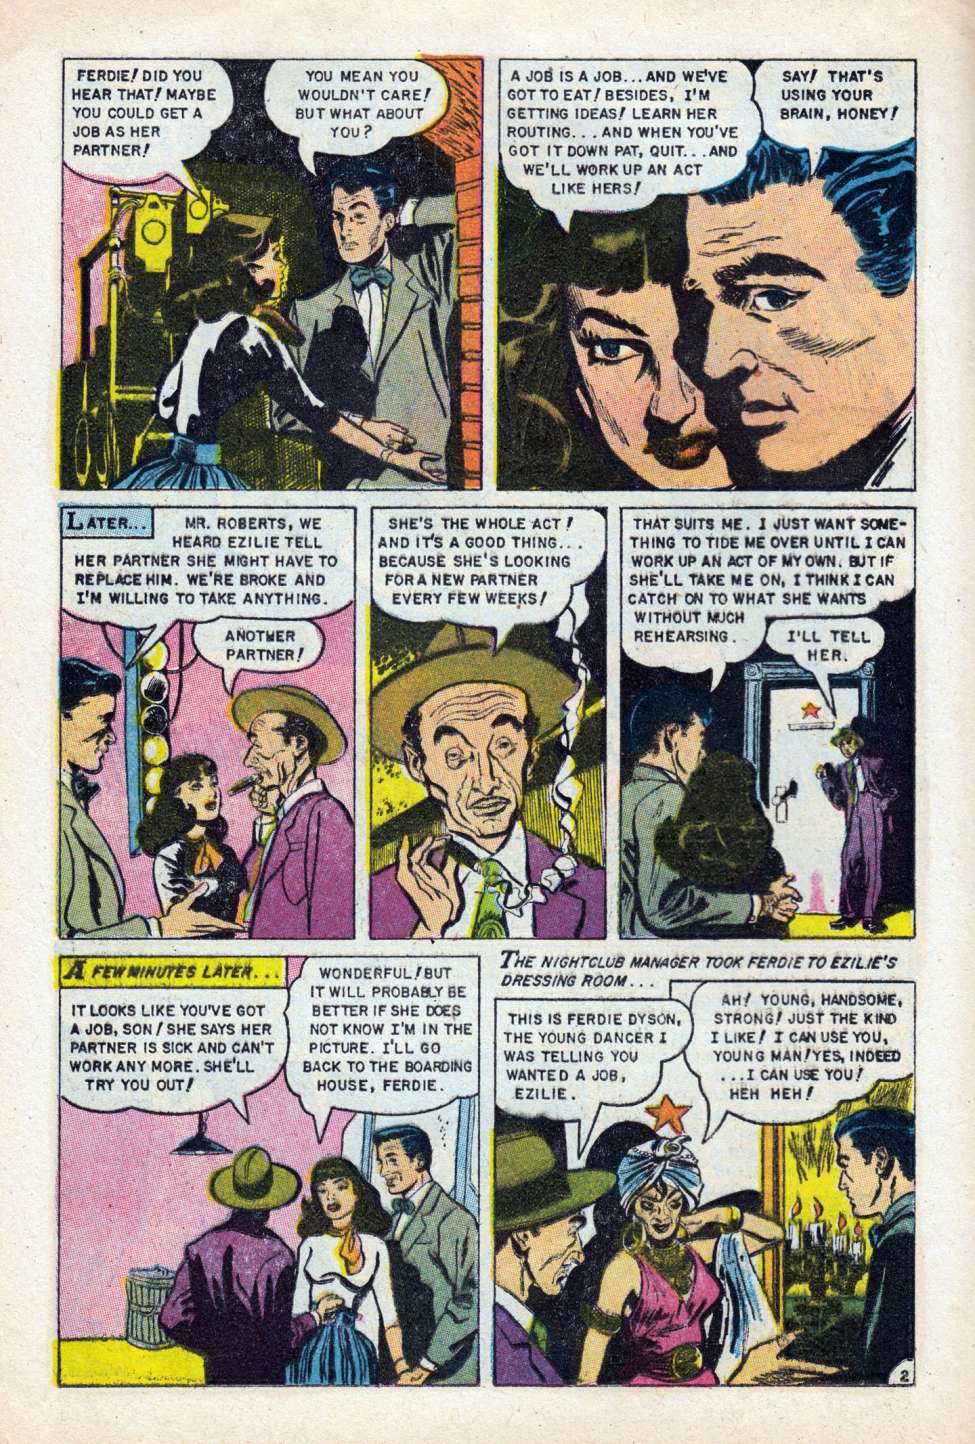 FERDIE! DID YOU
HEAR THAT! MAYBE
YOU COULD GET A
JOB AS HER
PARTNER!
YOU MEAN YOU
WOULDN'T CARE!
BUT WHAT ABOUT
YOU?
A JOB IS A JOB...AND WE'VE
GOT TO EAT! BESIDES, I'M
GETTING IDEAS! LEARN HER
ROUTING...AND WHEN YOU'VE
GOT IT DOWN PAT, QUIT...AND
WE'LL WORK UP AN ACT
LIKE HERS!
SAY! THAT'S
USING YOUR
BRAIN, HONEY!
LATER...
MR. ROBERTS, WE
HEARD EZILIE TELL
HER PARTNER SHE MIGHT HAVE TO
REPLACE HIM. WE'RE BROKE AND
I'M WILLING TO TAKE ANYTHING.
ANOTHER
PARTNER!
SHE'S THE WHOLE ACT!
AND IT'S A GOOD THING...
BECAUSE SHE'S LOOKING
FOR A NEW PARTNER
EVERY FEW WEEKS!
THAT SUITS ME. I JUST WANT SOME-
THING TO TIDE ME OVER UNTIL I CAN
WORK UP AN ACT OF MY OWN. BUT IF
SHE'LL TAKE ME ON, I THINK I CAN
CATCH ON TO WHAT SHE WANTS
WITHOUT MUCH
REHEARSING.
I'LL TELL
HER.
A FEW MINUTES LATER...
IT LOOKS LIKE YOU'VE GOT
A JOB, SON! SHE SAYS HER
PARTNER IS SICK AND CAN'T
WORK ANY MORE. SHE'LL
TRY YOU OUT!
WONDERFUL! BUT
IT WILL PROBABLY BE
BETTER IF SHE DOES
NOT KNOW I'M IN THE
PICTURE. I'LL GO
BACK TO THE BOARDING
HOUSE, FERDIE.
THE NIGHTCLUB MANAGER TOOK FERDIE TO EZILIE'S
DRESSING ROOM...
THIS IS FERDIE DYSON,
THE YOUNG DANCER I
WAS TELLING YOU
WANTED A JOB,
EZILIE.
AH! YOUNG, HANDSOME,
STRONG! JUST THE KIND
I LIKE! I CAN USE YOU,
YOUNG MAN! YES, INDEED
...I CAN USE YOU!
HEH HEH!
2